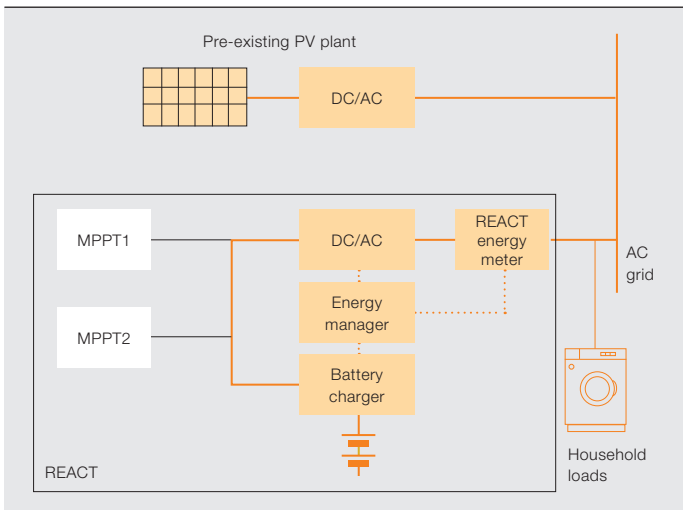 Pre-existing PV plant
DC/AC
MPPT1
DC/AC
REACT
energy
meter
AC
grid
MPPT2
Energy
manager
Battery
charger
Household
loads
REACT